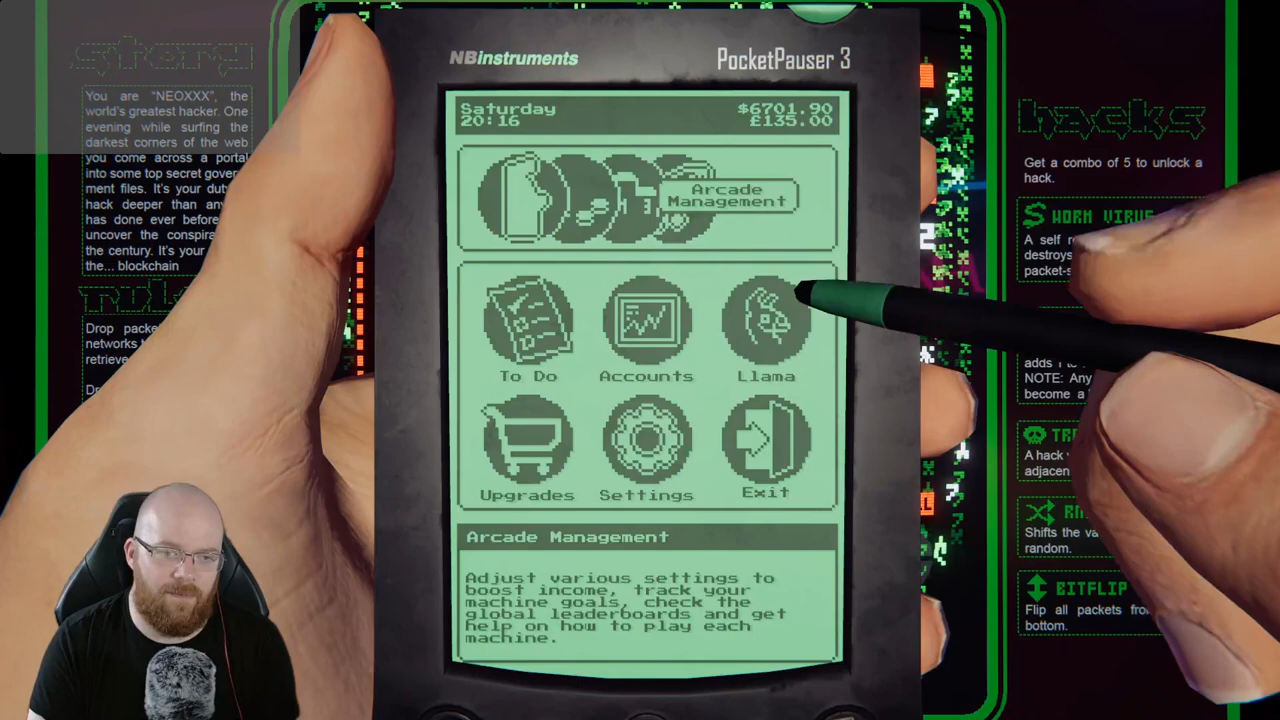 story
You are "NEOXXX", the
world's greatest hacker. One
evening while surfing the
darkest corners of the web
you come across a portal
into some top secret govern
ment files. It's your dut
hack deeper than any
has done ever before
uncover the conspira
the century. It's your
the... blockchain
Drop packe
networks to
retrieve
NBinstruments
PocketPauser 3
Saturday
20:16
$6701.90
£135.00
Arcade
Management
To Do
Accounts
Llama
Upgrades
Settings
Exit
Arcade Management
Adjust various settings to
boost income, track your
machine goals, check the
global leaderboards and get
help on how to play each
machine.
hacks
Get a combo of 5 to unlock a
hack.
WORM VIRUS
A self
destroys
packet-s
adds 1 to
NOTE: Any
become a
A hack
adjacen
Shifts the va
random.
BITFLIP
Flip all packets fro
bottom.